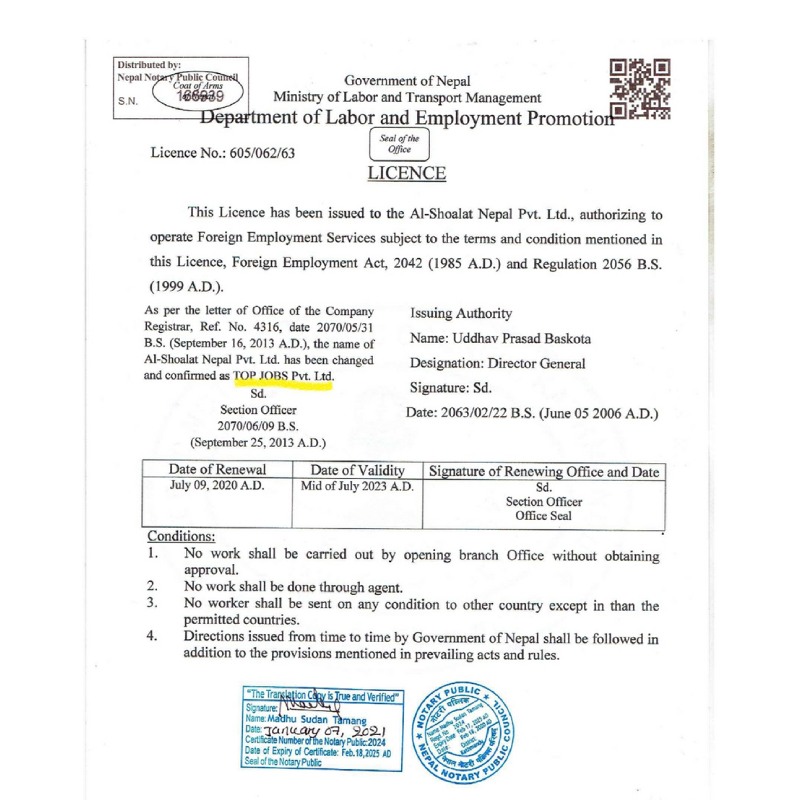 Distributed by:
Nepal Notary Public Council
Coat of Arms
S.N.
Government of Nepal
Ministry of Labor and Transport Management
Department of Labor and Employment Promotion
Seal of the
Office
Licence No.: 605/062/63
LICENCE
This Licence has been issued to the Al-Shoalat Nepal Pvt. Ltd., authorizing to
operate Foreign Employment Services subject to the terms and condition mentioned in
this Licence, Foreign Employment Act, 2042 (1985 A.D.) and Regulation 2056 B.S.
(1999 A.D.).
As per the letter of Office of the Company
Registrar, Ref. No. 4316, date 2070/05/31
B.S. (September 16, 2013 A.D.), the name of
Al-Shoalat Nepal Pvt. Ltd. has been changed
and confirmed as TOP JOBS Pvt. Ltd.
Sd.
Section Officer
2070/06/09 B.S.
(September 25, 2013 A.D.)
Issuing Authority
Name: Uddhav Prasad Baskota
Designation: Director General
Signature: Sd.
Date: 2063/02/22 B.S. (June 05 2006 A.D.)
Date of Renewal Date of Validity Signature of Renewing Office and Date
July 09, 2020 A.D. Mid of July 2023 A.D. Sd.
Section Officer
Office Seal
Conditions:
1. No work shall be carried out by opening branch Office without obtaining
approval.
2. No work shall be done through agent.
3. No worker shall be sent on any condition to other country except in than the
permitted countries.
4. Directions issued from time to time by Government of Nepal shall be followed in
addition to the provisions mentioned in prevailing acts and rules.
"The Translation Copy is True and Verified"
Signature:
Name: Madhu Sudan Tamang
Date: January 07, 2021
Certificate Number of the Notary Public: 2024
Date of Expiry of Certificate: Feb.18,2025 AD
Seal of the Notary Public
NOTARY PUBLIC
NEPAL NOTARY PUBLIC COUNCIL
नोटरी पब्लिक
Madhu Sudan Tamang